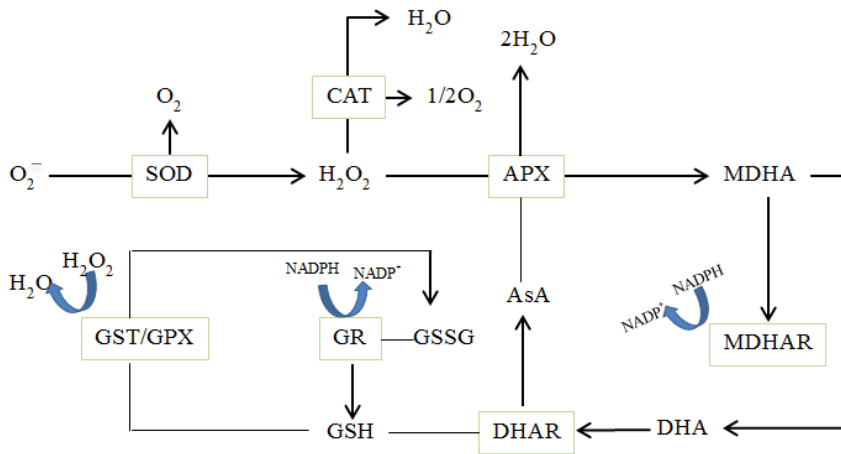 H₂O
2H₂O
O₂
CAT
1/2O₂
O₂⁻
SOD
H₂O₂
APX
MDHA
H₂O
H₂O₂
NADPH
NADP⁺
AsA
NADP⁺
NADPH
GST/GPX
GR
GSSG
MDHAR
GSH
DHAR
DHA